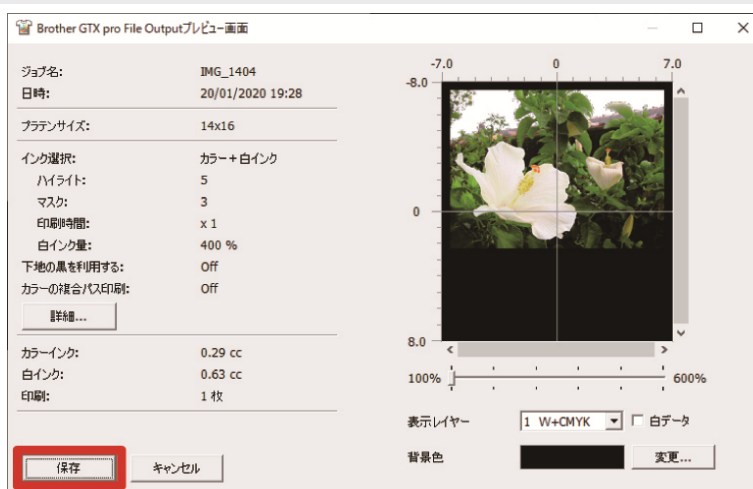 Brother GTX pro File Outputプレビュー画面
ジョブ名: IMG_1404
日時: 20/01/2020 19:28
プラテンサイズ: 14x16
インク選択: カラー+白インク
ハイライト: 5
マスク: 3
印刷時間: x 1
白インク量: 400 %
下地の黒を利用する: Off
カラーの複合パス印刷: Off
詳細...
カラーインク: 0.29 cc
白インク: 0.63 cc
印刷: 1 枚
保存 キャンセル
-7.0 0 7.0
-8.0
0
8.0
100% 600%
表示レイヤー 1 W+CMYK 白データ
背景色 変更...